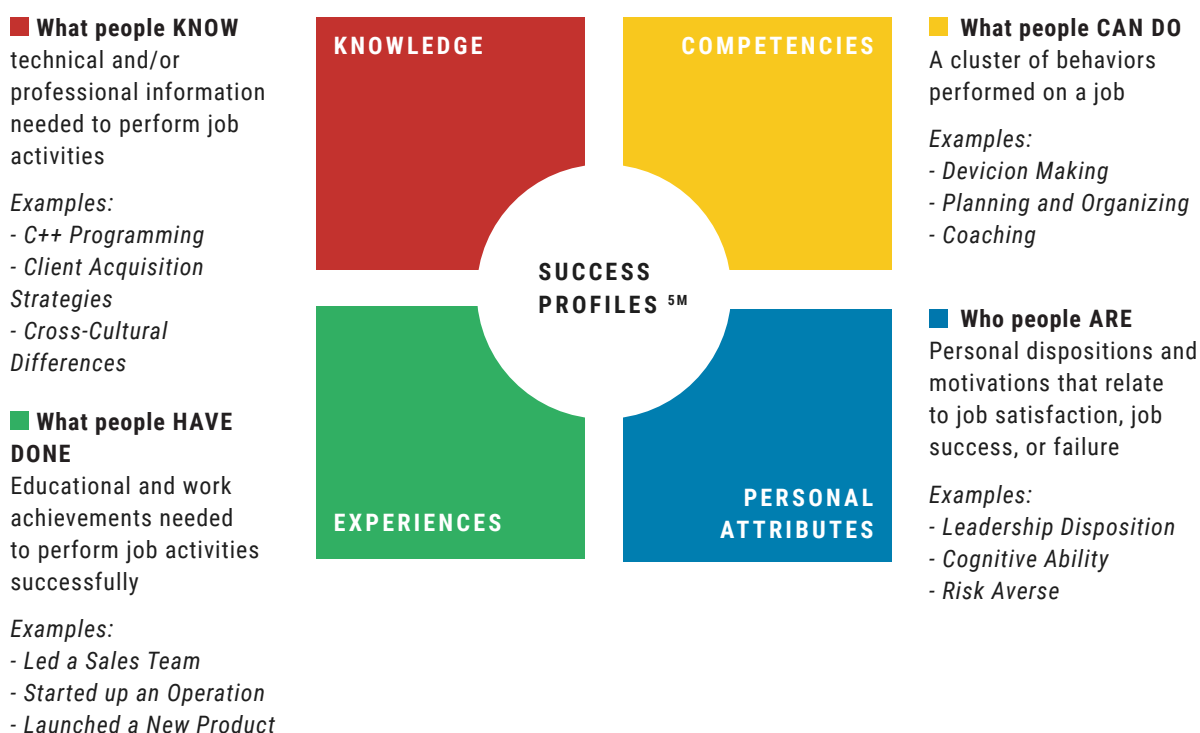 What people KNOW
technical and/or
professional information
needed to perform job
activities
Examples:
- C++ Programming
- Client Acquisition
Strategies
- Cross-Cultural
Differences
What people HAVE
DONE
Educational and work
achievements needed
to perform job activities
successfully
Examples:
- Led a Sales Team
- Started up an Operation
- Launched a New Product
KNOWLEDGE
COMPETENCIES
SUCCESS
PROFILES 5M
EXPERIENCES
PERSONAL
ATTRIBUTES
What people CAN DO
A cluster of behaviors
performed on a job
Examples:
- Devicion Making
- Planning and Organizing
- Coaching
Who people ARE
Personal dispositions and
motivations that relate
to job satisfaction, job
success, or failure
Examples:
- Leadership Disposition
- Cognitive Ability
- Risk Averse